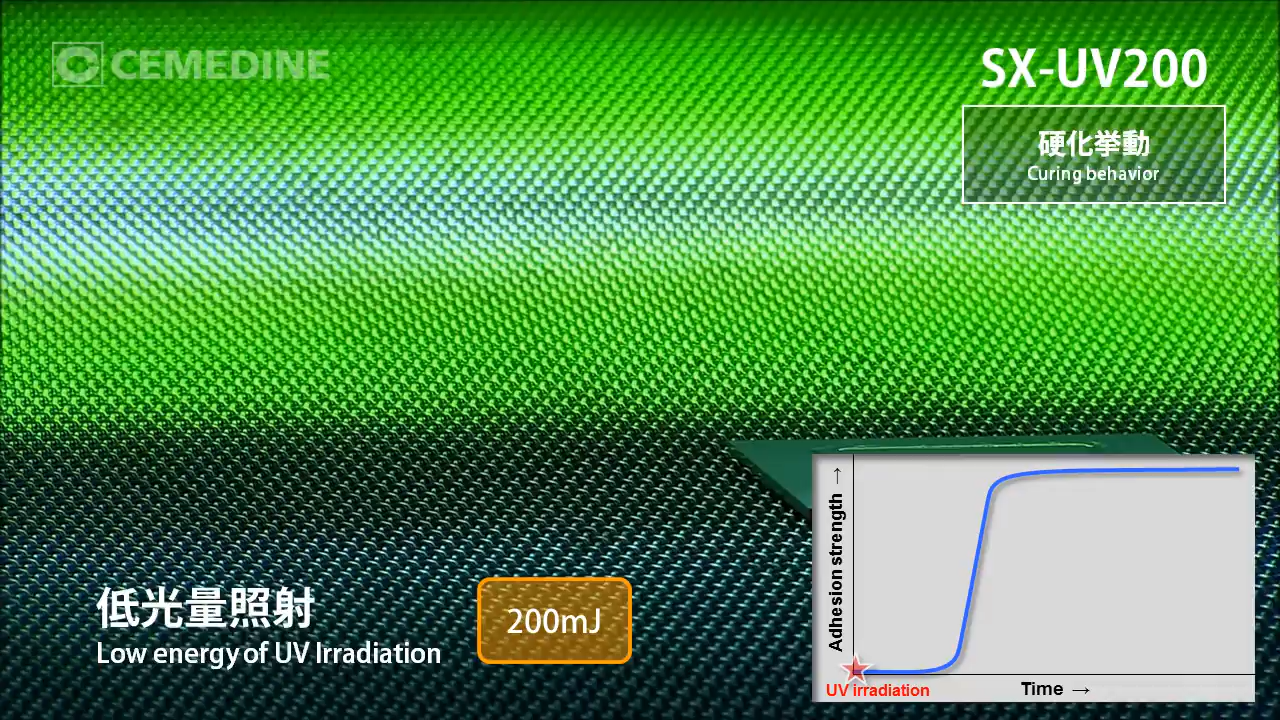 CEMEDINE
SX-UV200
硬化挙動
Curing behavior
低光量照射
Low energy of UV Irradiation
200mJ
Adhesion strength →
UV irradiation
Time →